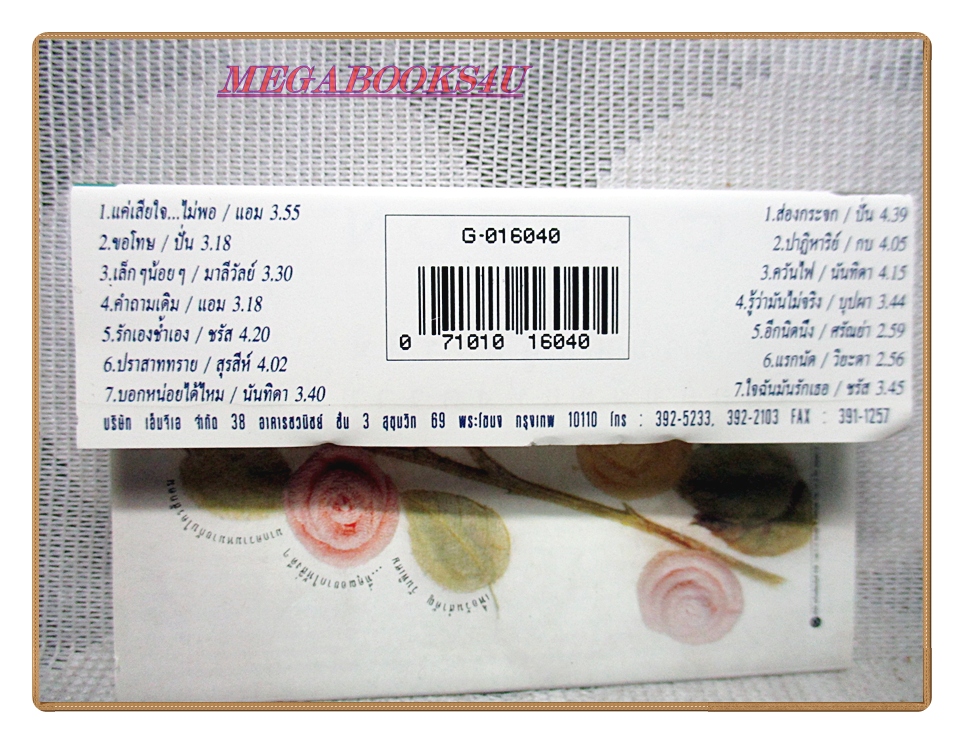 MEGABOOKS4U
1.แค่เสียใจ...ไม่พอ / แอม 3.55
2.ขอโทษ / ปั่น 3.18
3.เล็กๆน้อยๆ / มาลีวัลย์ 3.30
4.คำถามเดิม / แอม 3.18
5.รักเองช้ำเอง / ชรัส 4.20
6.ปราสาททราย / สุรสีห์ 4.02
7.บอกหน่อยได้ไหม / นันทิดา 3.40
G-016040
0 71010 16040
1.ส่องกระจก / ปั่น 4.39
2.ปาฏิหาริย์ / กบ 4.05
3.ควันไฟ / นันทิดา 4.15
4.รู้ว่ามันไม่จริง / บุปผา 3.44
5.อีกนิดนึง / ศรัณย่า 2.59
6.แรกนัด / วิยะดา 2.56
7.ใจฉันมันรักเธอ / ชรัส 3.45
บริษัท เอ็มจีเอ จำกัด 38 อาคารชวนิชย์ ชั้น 3 สุขุมวิท 69 พระโขนง กรุงเทพ 10110 โทร : 392-5233, 392-2103 FAX : 391-1257